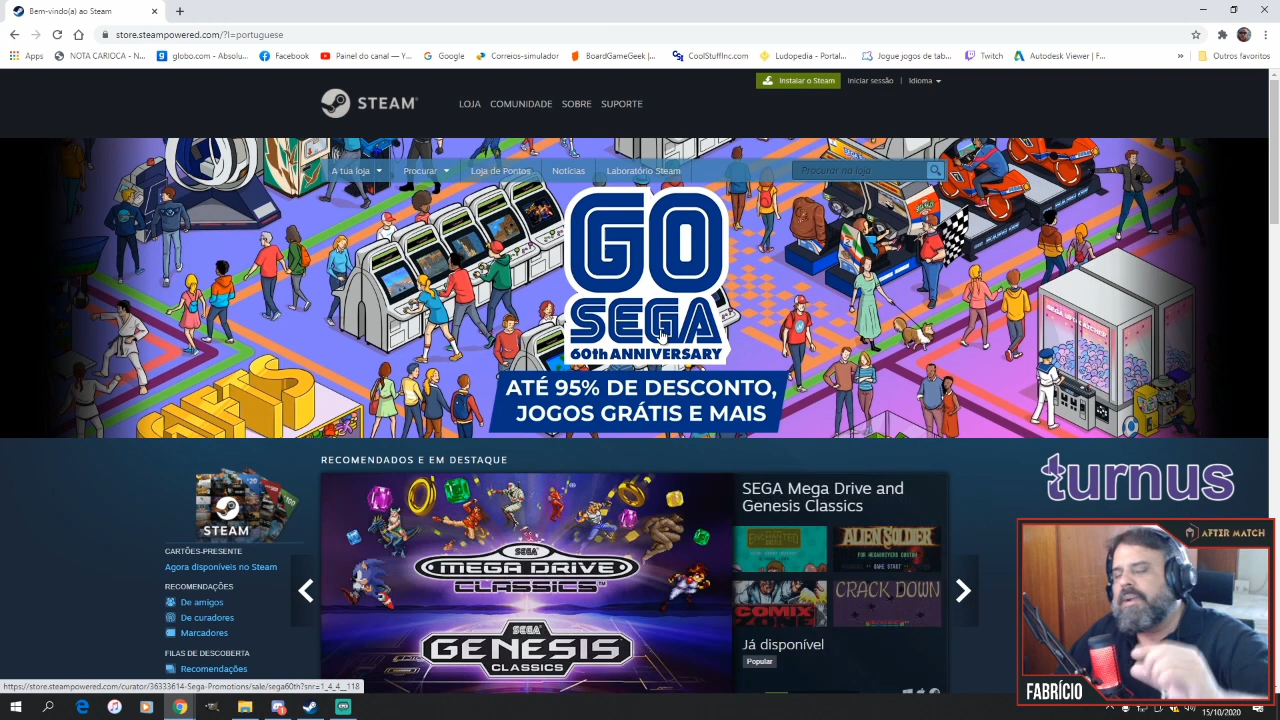 Bem-vindo(a) ao Steam
store.steampowered.com/?l=portuguese
Apps
NOTA CARIOCA - N...
globo.com - Absolu...
Facebook
Painel do canal — Y...
Google
Correios-simulador
BoardGameGeek |...
CoolStuffInc.com
Ludopedia - Portal...
Jogue jogos de tab...
Twitch
Autodesk Viewer | F...
»
Outros favoritos
Instalar o Steam
Iniciar sessão
|
Idioma
STEAM
LOJA
COMUNIDADE
SOBRE
SUPORTE
A tua loja
Procurar
Loja de Pontos
Notícias
Laboratório Steam
Procurar na loja
GO
SEGA
60th ANNIVERSARY
ATÉ 95% DE DESCONTO,
JOGOS GRÁTIS E MAIS
RECOMENDADOS E EM DESTAQUE
STEAM
CARTÕES-PRESENTE
Agora disponíveis no Steam
RECOMENDAÇÕES
De amigos
De curadores
Marcadores
FILAS DE DESCOBERTA
Recomendações
SEGA
MEGA DRIVE
CLASSICS
SEGA
GENESIS
CLASSICS
SEGA Mega Drive and
Genesis Classics
ALIEN SOLDIER
COMIX
ZONE
CRACK DOWN
Já disponível
Popular
turnus
AFTER MATCH
FABRÍCIO
https://store.steampowered.com/curator/36333614-Sega-Promotions/sale/sega60th?snr=1_4_4__118
15/10/2020